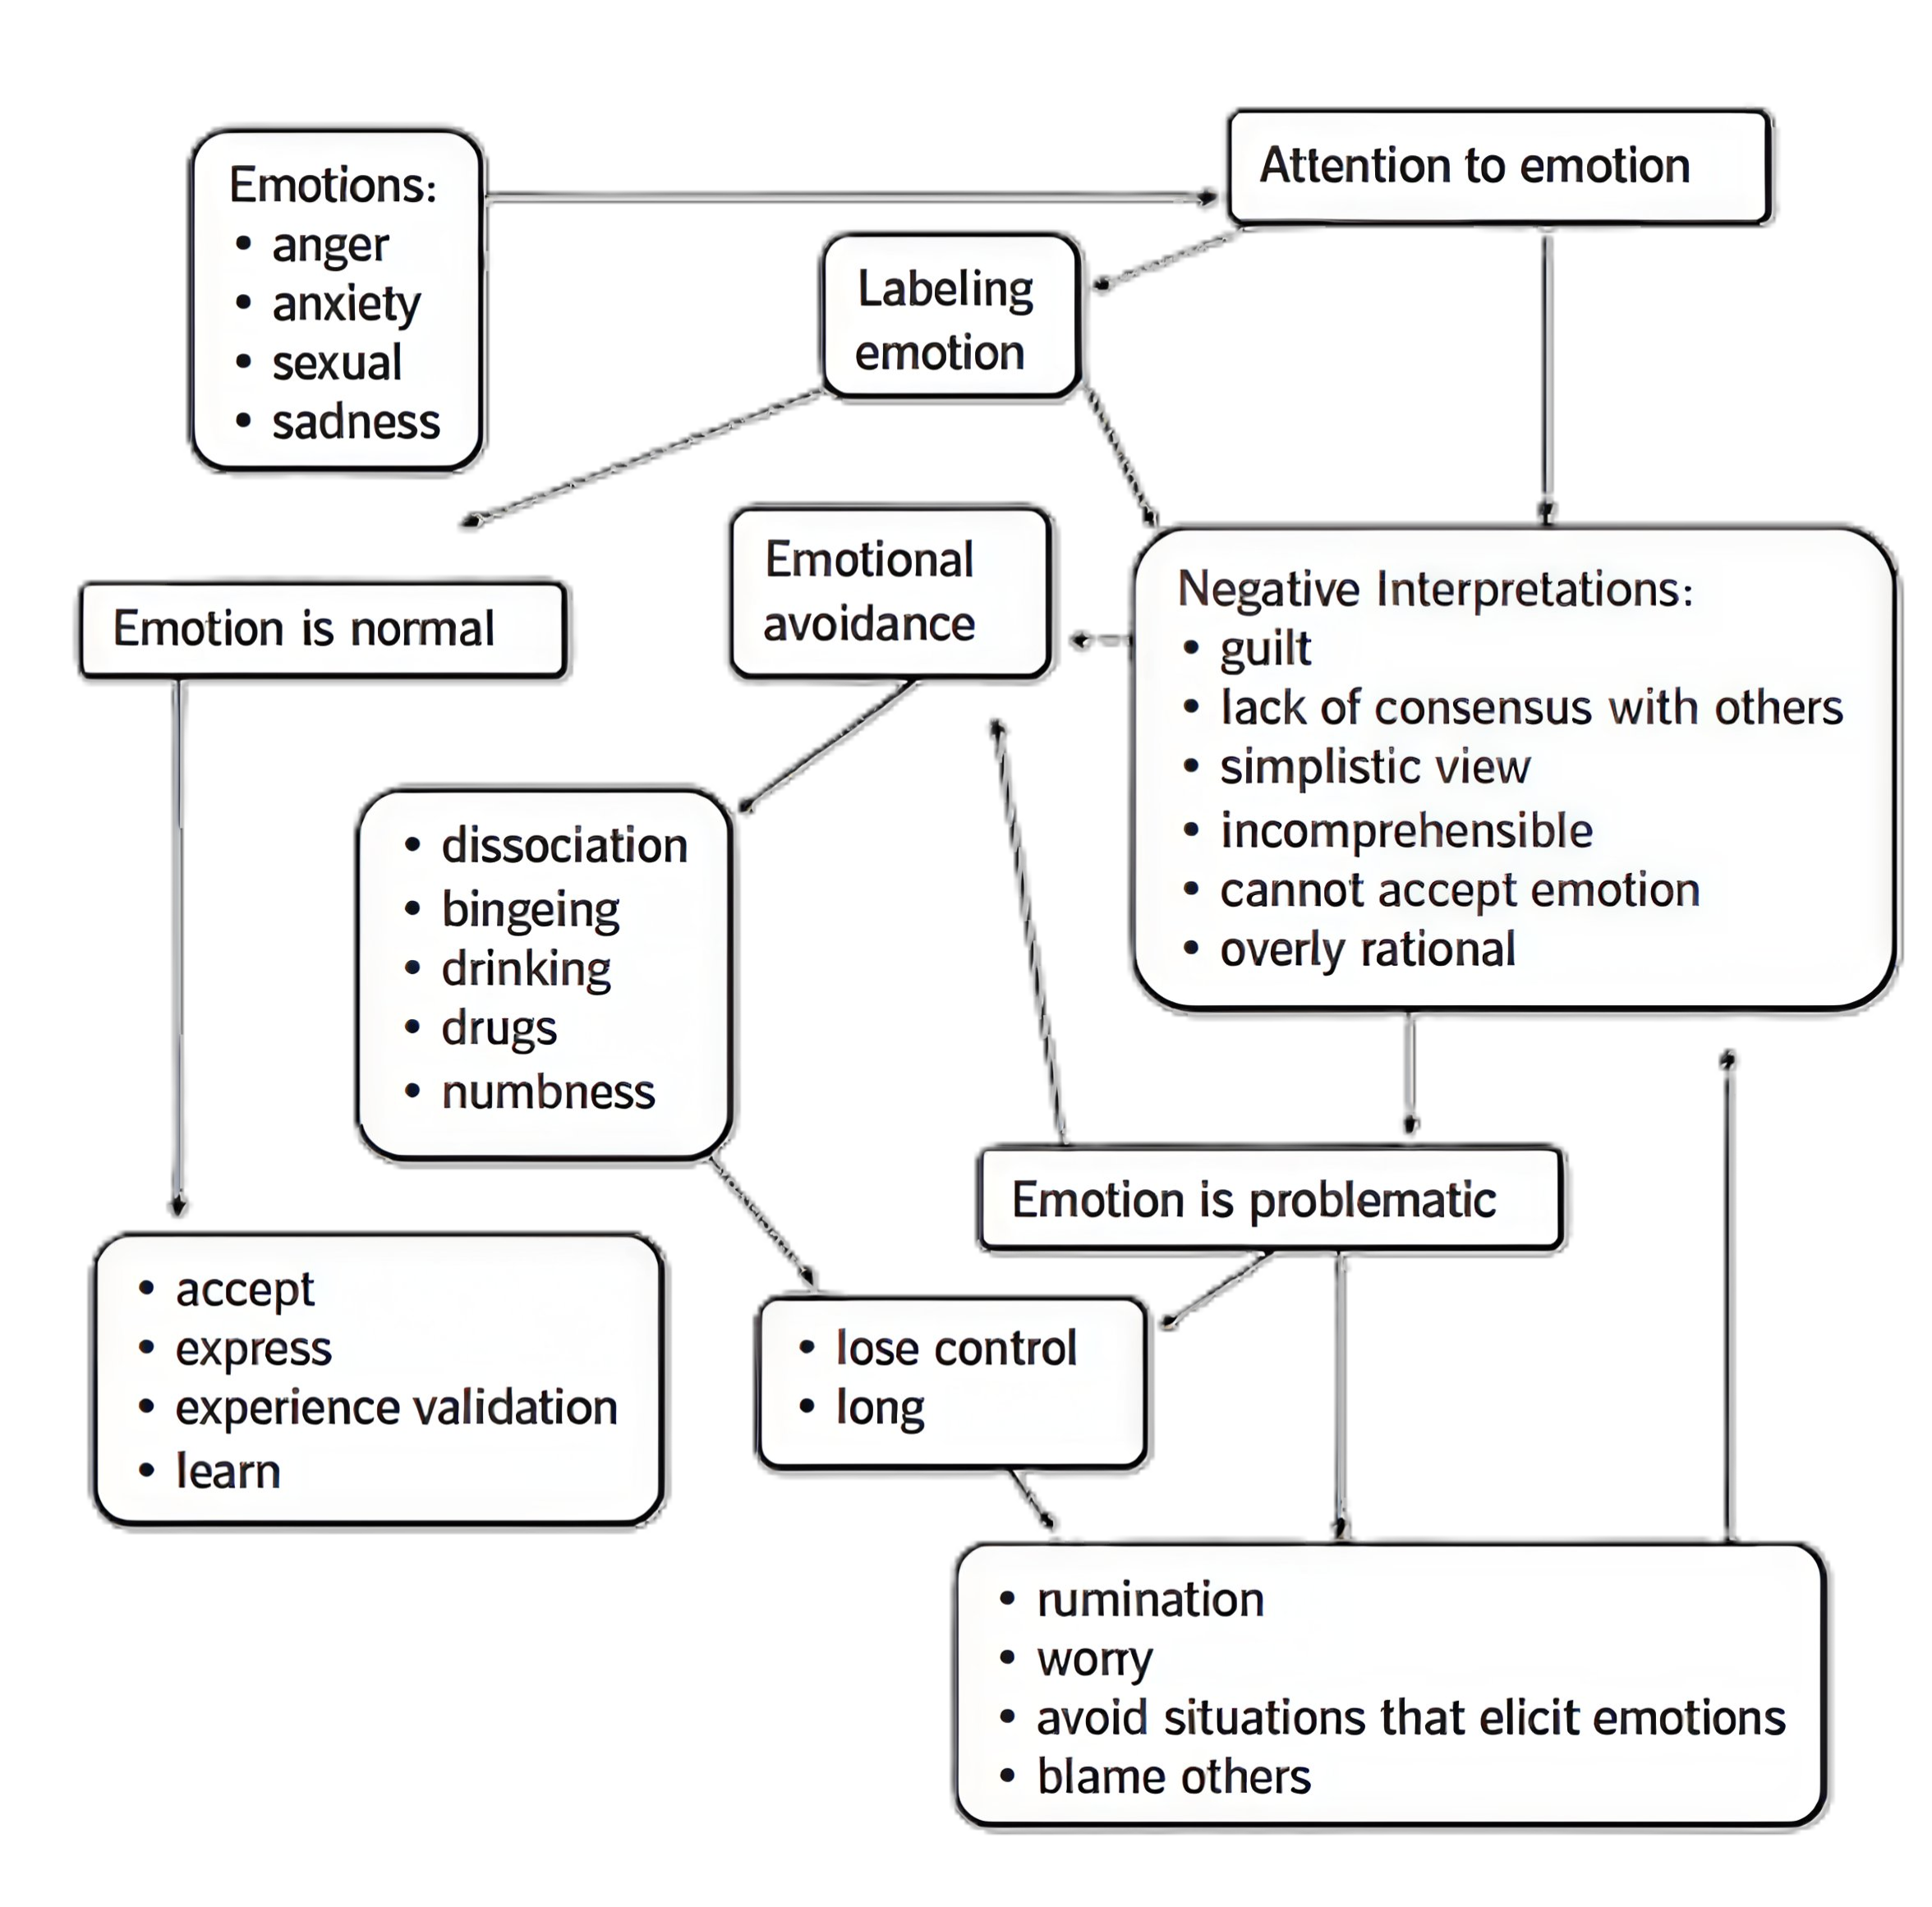 Emotions:
• anger
• anxiety
• sexual
• sadness
Attention to emotion
Labeling
emotion
Emotional
avoidance
Emotion is normal
Negative Interpretations:
• guilt
• lack of consensus with others
• simplistic view
• incomprehensible
• cannot accept emotion
• overly rational
• dissociation
• bingeing
• drinking
• drugs
• numbness
Emotion is problematic
• accept
• express
• experience validation
• learn
• lose control
• long
• rumination
• worry
• avoid situations that elicit emotions
• blame others